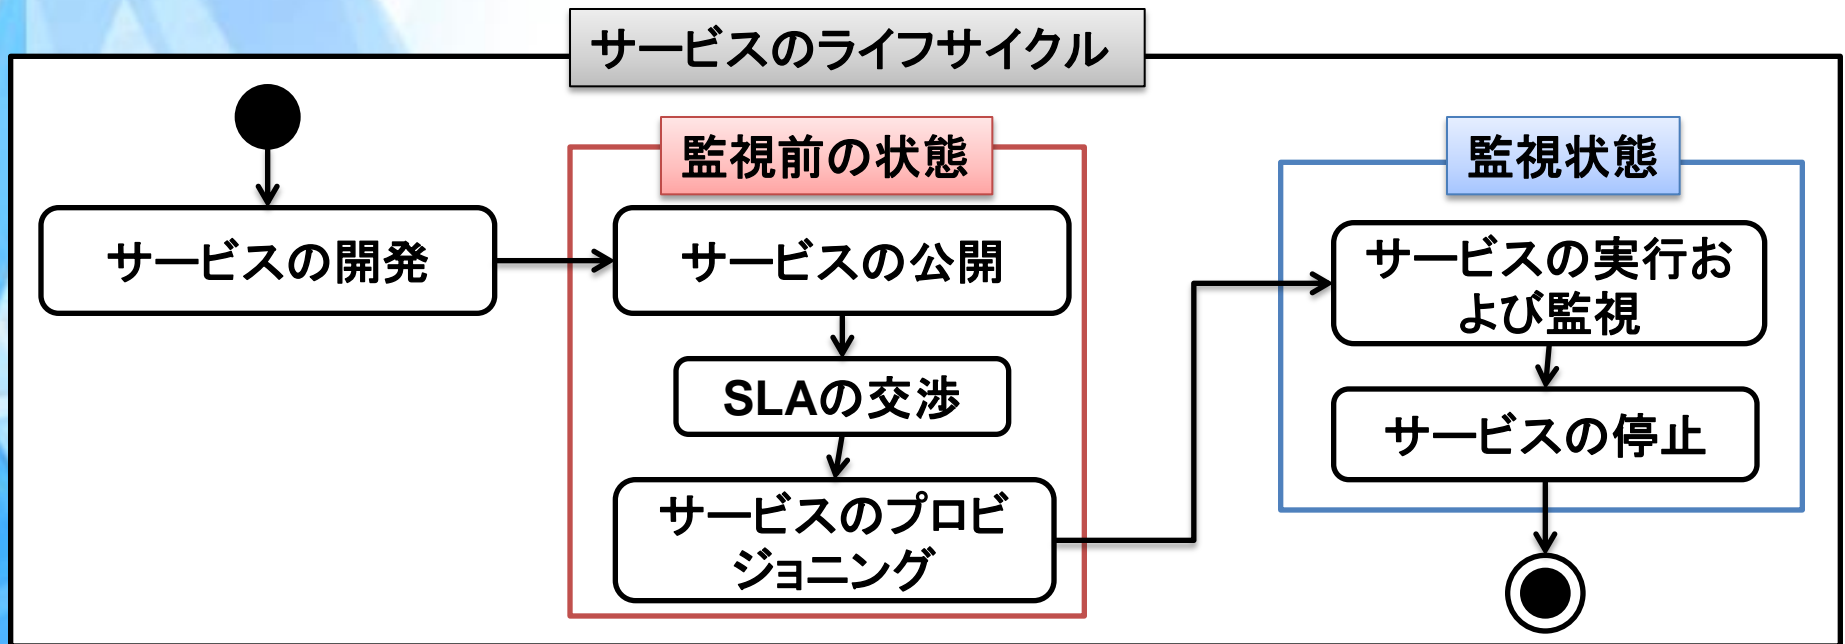 サービスのライフサイクル
監視前の状態
監視状態
サービスの開発
サービスの公開
SLAの交渉
サービスのプロビ
ジョニング
サービスの実行お
よび監視
サービスの停止